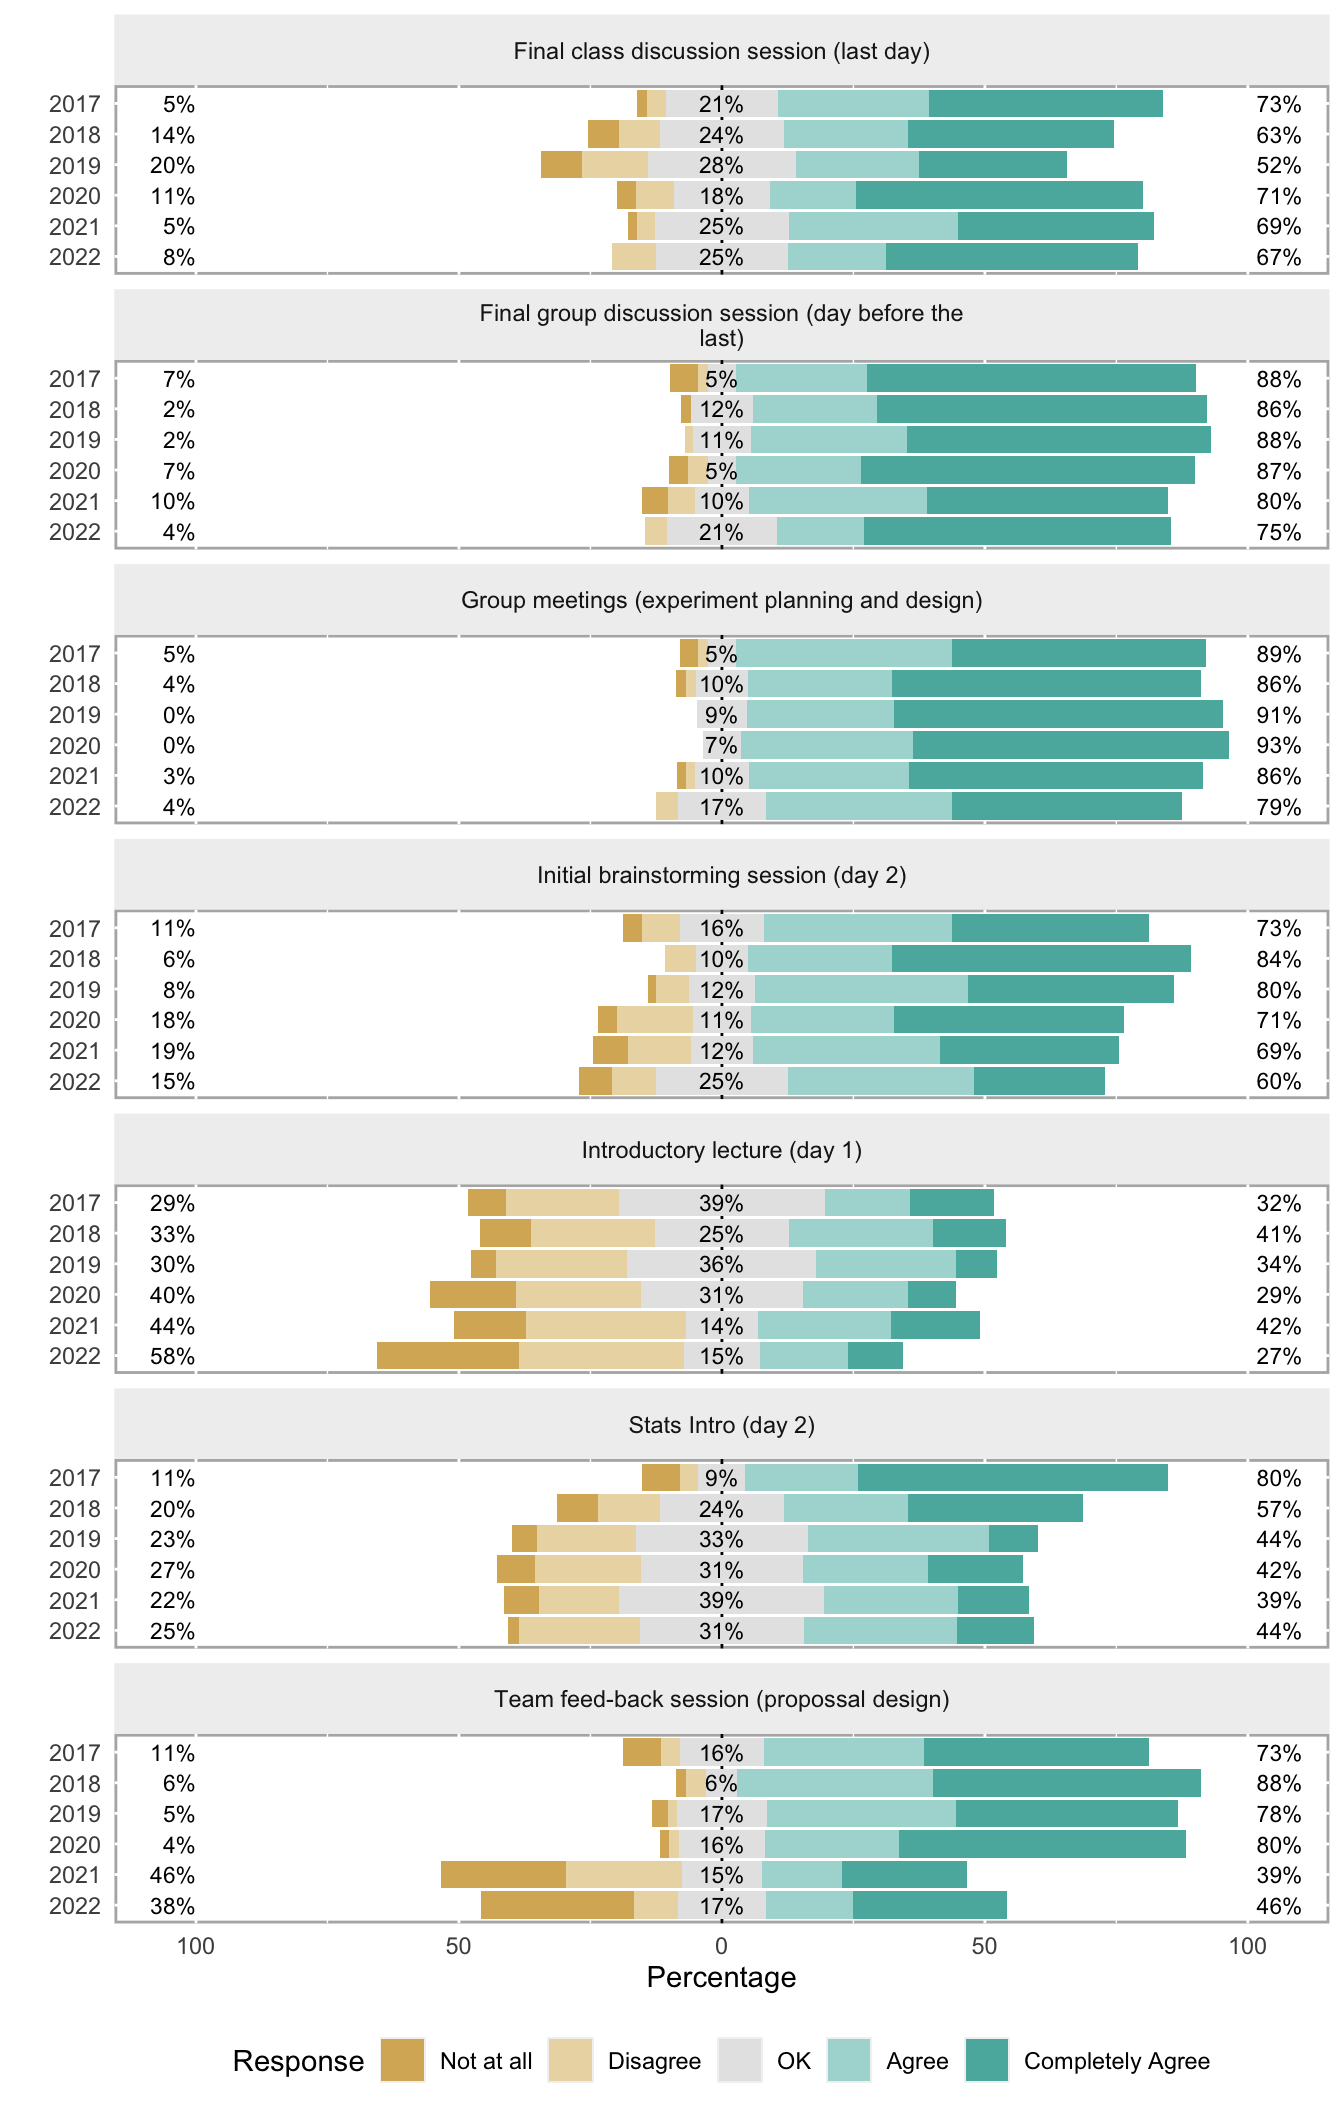 Final class discussion session (last day)
2017 5% 21% 73%
2018 14% 24% 63%
2019 20% 28% 52%
2020 11% 18% 71%
2021 5% 25% 69%
2022 8% 25% 67%
Final group discussion session (day before the
last)
2017 7% 5% 88%
2018 2% 12% 86%
2019 2% 11% 88%
2020 7% 5% 87%
2021 10% 10% 80%
2022 4% 21% 75%
Group meetings (experiment planning and design)
2017 5% 5% 89%
2018 4% 10% 86%
2019 0% 9% 91%
2020 0% 7% 93%
2021 3% 10% 86%
2022 4% 17% 79%
Initial brainstorming session (day 2)
2017 11% 16% 73%
2018 6% 10% 84%
2019 8% 12% 80%
2020 18% 11% 71%
2021 19% 12% 69%
2022 15% 25% 60%
Introductory lecture (day 1)
2017 29% 39% 32%
2018 33% 25% 41%
2019 30% 36% 34%
2020 40% 31% 29%
2021 44% 14% 42%
2022 58% 15% 27%
Stats Intro (day 2)
2017 11% 9% 80%
2018 20% 24% 57%
2019 23% 33% 44%
2020 27% 31% 42%
2021 22% 39% 39%
2022 25% 31% 44%
Team feed-back session (propossal design)
2017 11% 16% 73%
2018 6% 6% 88%
2019 5% 17% 78%
2020 4% 16% 80%
2021 46% 15% 39%
2022 38% 17% 46%
100 50 0 50 100
Percentage
Response Not at all Disagree OK Agree Completely Agree